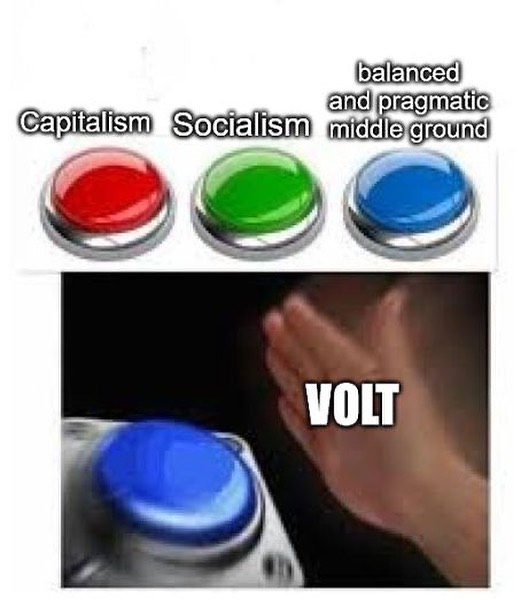 Capitalism
Socialism
balanced
and pragmatic
middle ground
VOLT